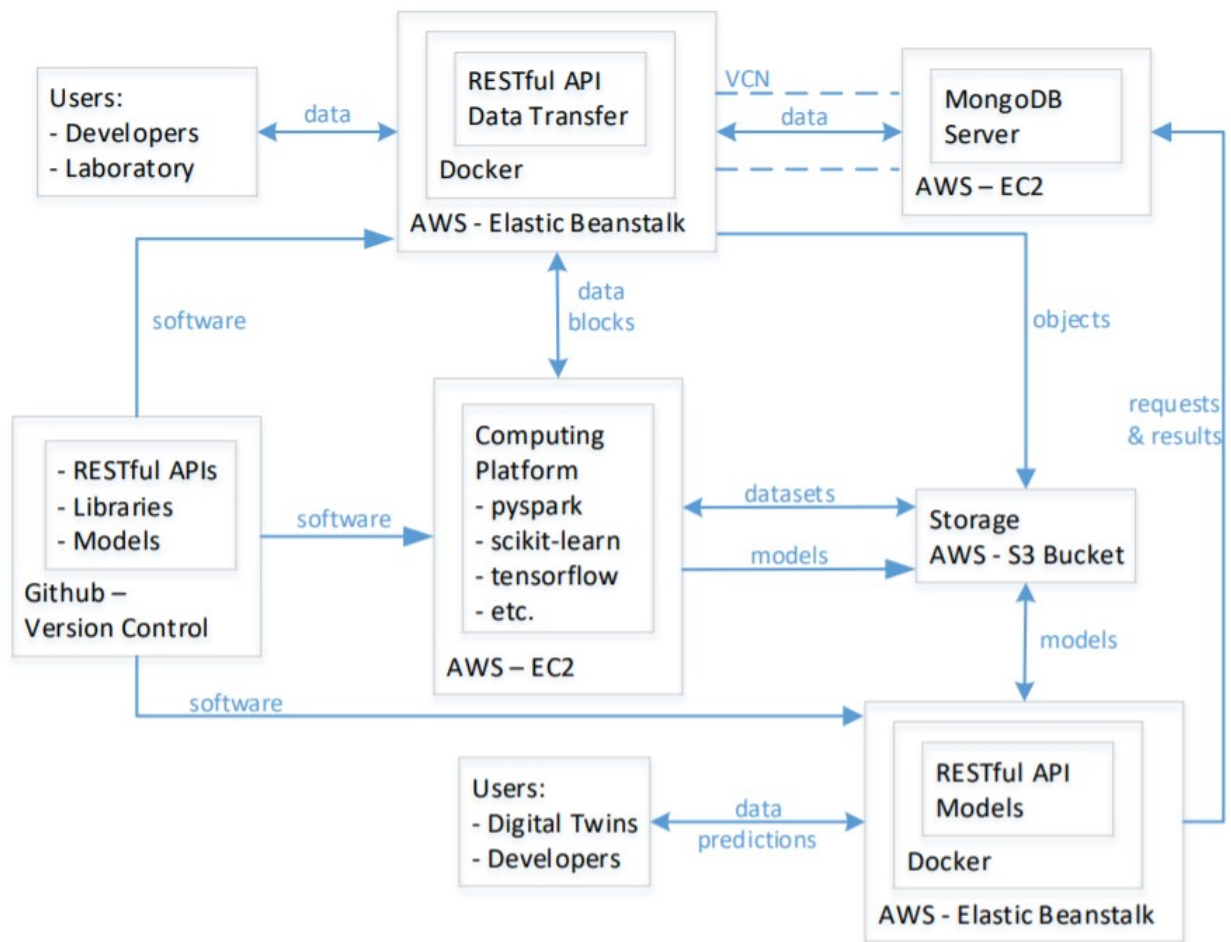 Users:
- Developers
- Laboratory
data
RESTful API
Data Transfer
Docker
AWS - Elastic Beanstalk
VCN
data
MongoDB
Server
AWS – EC2
software
data
blocks
objects
requests
& results
- RESTful APIs
- Libraries
- Models
Github –
Version Control
software
Computing
Platform
- pyspark
- scikit-learn
- tensorflow
- etc.
AWS – EC2
datasets
models
Storage
AWS - S3 Bucket
models
software
Users:
- Digital Twins
- Developers
data
predictions
RESTful API
Models
Docker
AWS - Elastic Beanstalk